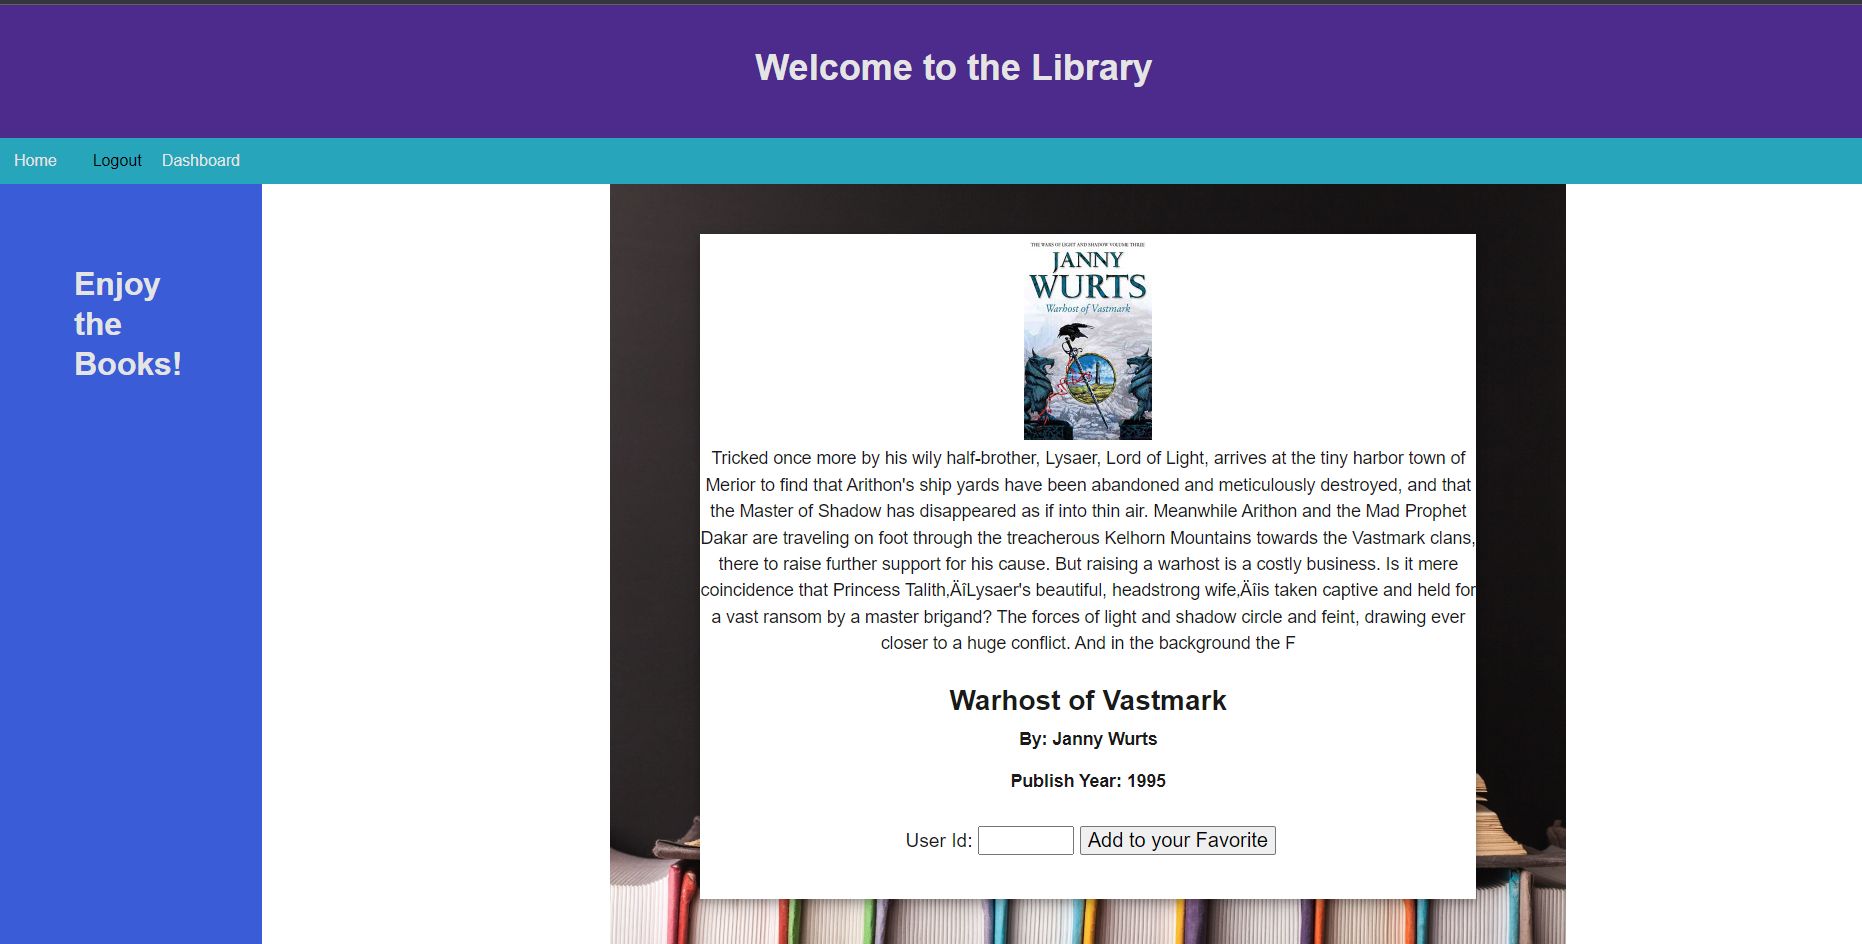 Welcome to the Library
Home Logout Dashboard
Enjoy
the
Books!
THE WARS OF LIGHT AND SHADOW VOLUME THREE
JANNY
WURTS
Warhost of Vastmark
Tricked once more by his wily half-brother, Lysaer, Lord of Light, arrives at the tiny harbor town of
Merior to find that Arithon's ship yards have been abandoned and meticulously destroyed, and that
the Master of Shadow has disappeared as if into thin air. Meanwhile Arithon and the Mad Prophet
Dakar are traveling on foot through the treacherous Kelhorn Mountains towards the Vastmark clans,
there to raise further support for his cause. But raising a warhost is a costly business. Is it mere
coincidence that Princess Talith‚ÄîLysaer's beautiful, headstrong wife‚Äîis taken captive and held for
a vast ransom by a master brigand? The forces of light and shadow circle and feint, drawing ever
closer to a huge conflict. And in the background the F
Warhost of Vastmark
By: Janny Wurts
Publish Year: 1995
User Id: Add to your Favorite